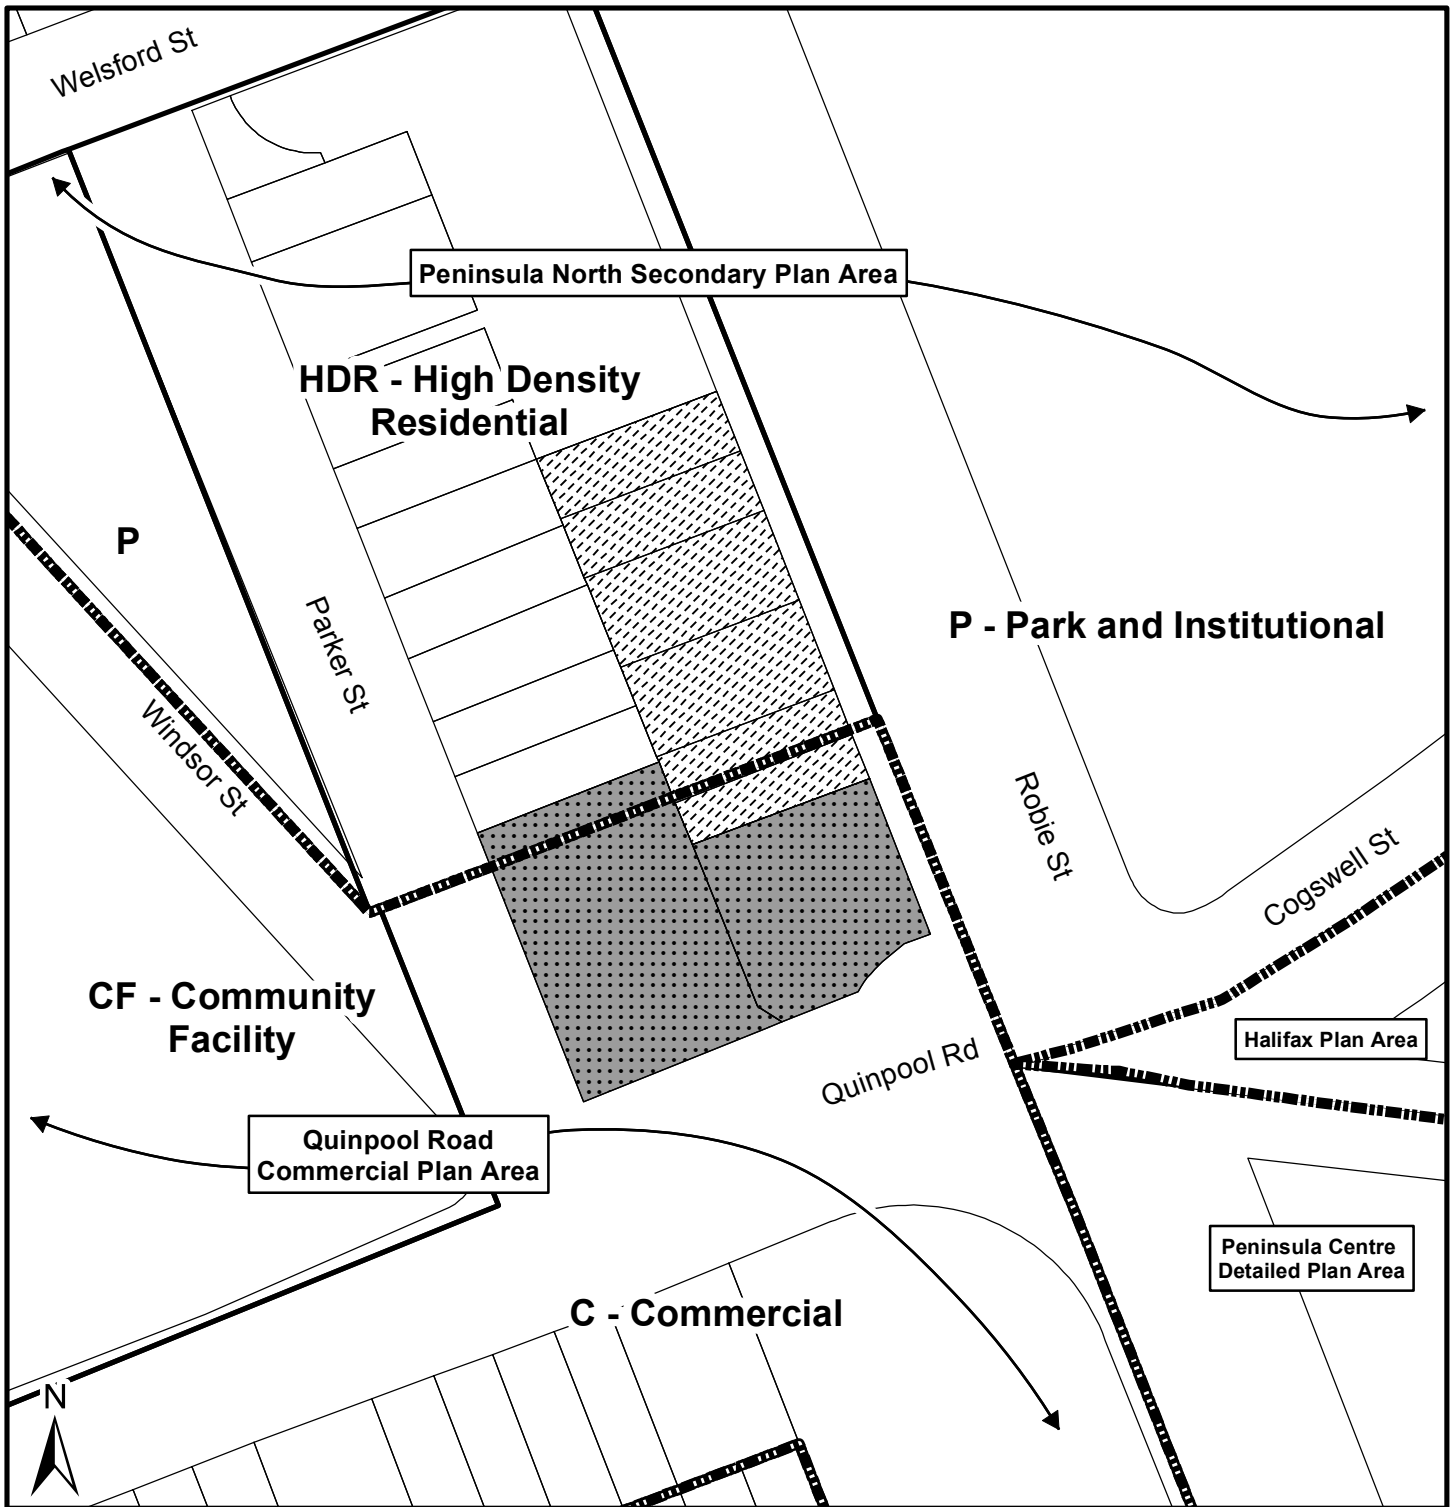 Welsford St
Peninsula North Secondary Plan Area
HDR - High Density
Residential
P
Parker St
P - Park and Institutional
Windsor St
Robie St
Cogswell St
CF - Community
Facility
Halifax Plan Area
Quinpool Rd
Quinpool Road
Commercial Plan Area
Peninsula Centre
Detailed Plan Area
C - Commercial
N